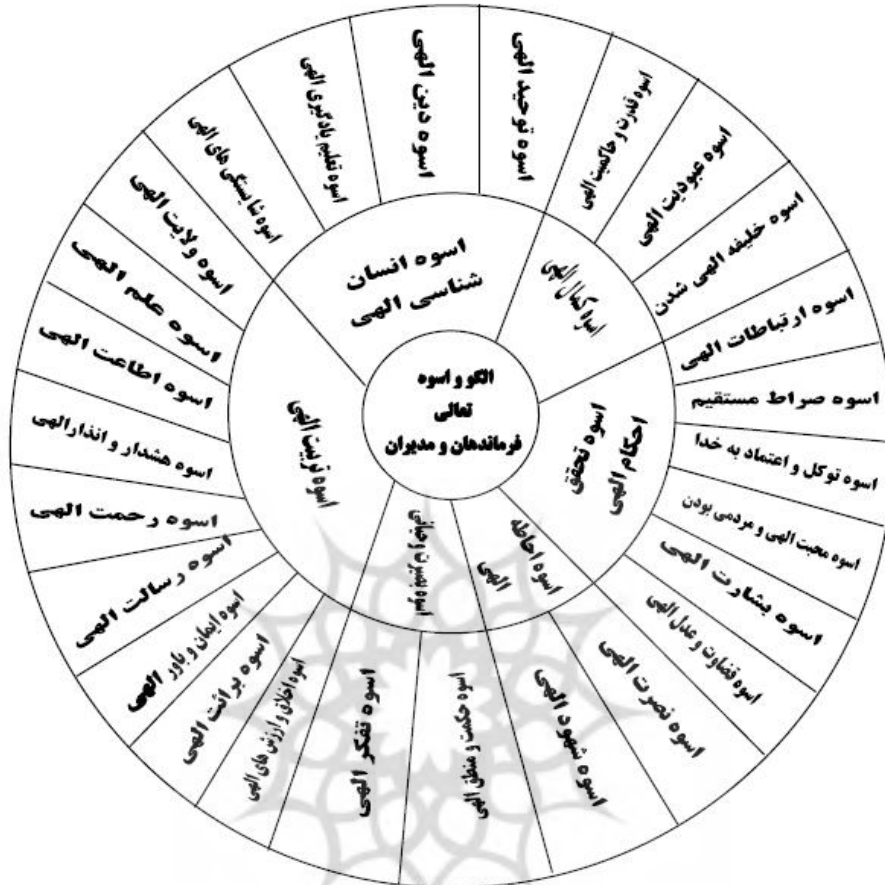 الگو و اسوه
تعالی
فرماندهان و مدیران
اسوه انسان
شناسی الهی
اسوه کمال الهی
اسوه تحقق
احکام الهی
اسوه احاطه
الهی
اسوه بصیرت وحیانی
اسوه تربیت الهی
اسوه توحید الهی
اسوه قدرت و حاکمیت الهی
اسوه عبودیت الهی
اسوه خلیفه الهی شدن
اسوه ارتباطات الهی
اسوه صراط مستقیم
اسوه توکل و اعتماد به خدا
اسوه محبت الهی و مردمی بودن
اسوه بشارت الهی
اسوه قضاوت و عدل الهی
اسوه نصرت الهی
اسوه شهود الهی
اسوه حکمت و منطق الهی
اسوه تفکر الهی
اسوه اخلاق و ارزش های الهی
اسوه برائت الهی
اسوه ایمان و باور الهی
اسوه رسالت الهی
اسوه رحمت الهی
اسوه هشدار و انذارالهی
اسوه اطاعت الهی
اسوه علم الهی
اسوه ولایت الهی
اسوه شایستگی های الهی
اسوه تعلیم یادگیری الهی
اسوه دین الهی